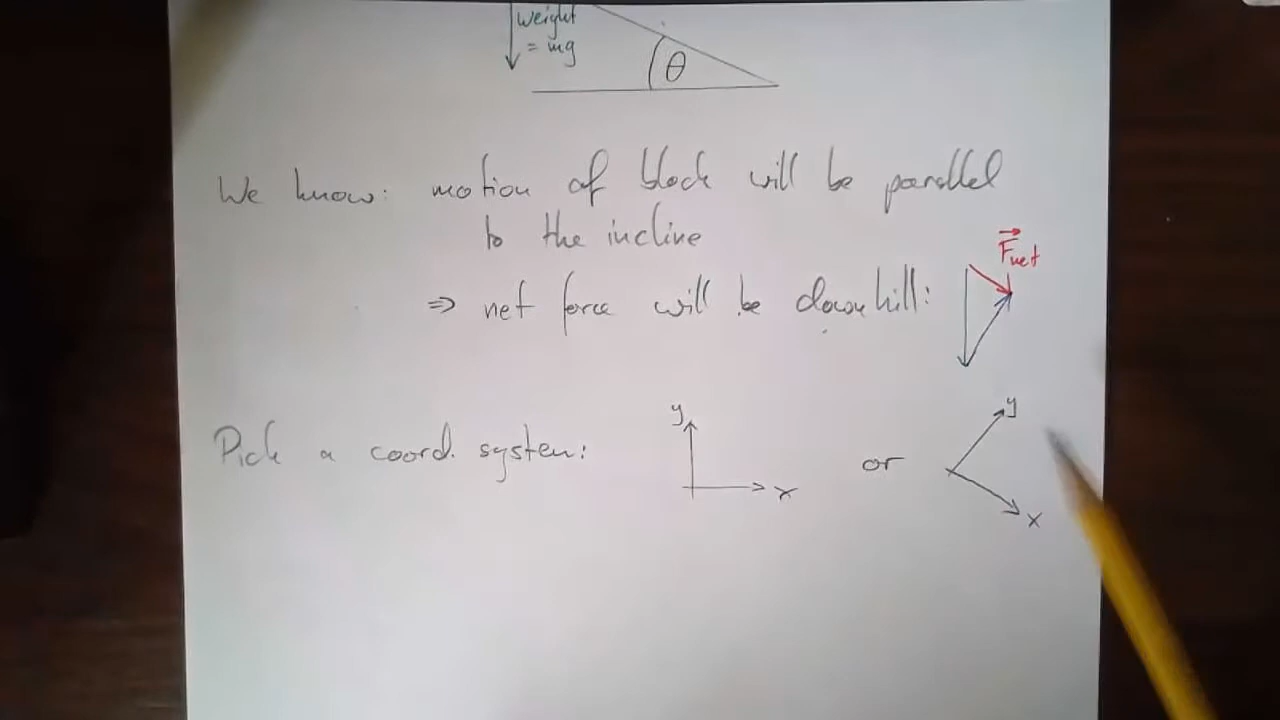 weight
= mg
θ
We know: motion of block will be parallel
to the incline
F⃗net
⇒ net force will be downhill:
Pick a coord. system:
y
x
or
y
x